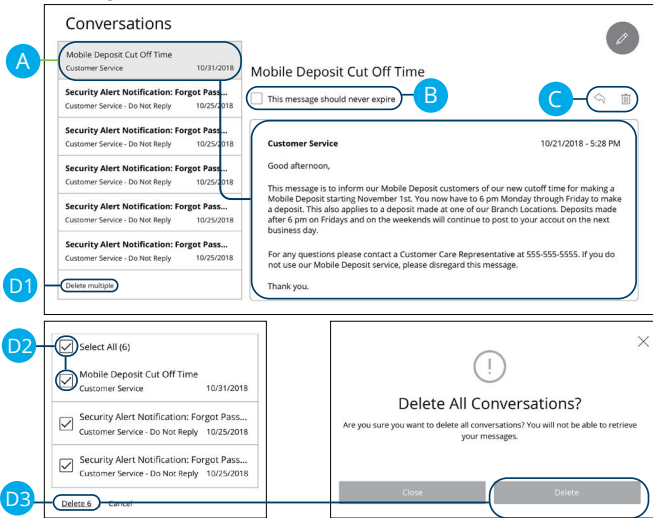 Conversations
A
Mobile Deposit Cut Off Time
Customer Service 10/31/2018
Security Alert Notification: Forgot Pass...
Customer Service - Do Not Reply 10/25/2018
Security Alert Notification: Forgot Pass...
Customer Service - Do Not Reply 10/25/2018
Security Alert Notification: Forgot Pass...
Customer Service - Do Not Reply 10/25/2018
Security Alert Notification: Forgot Pass...
Customer Service - Do Not Reply 10/25/2018
Security Alert Notification: Forgot Pass...
Customer Service - Do Not Reply 10/25/2018
D1
Delete multiple
Mobile Deposit Cut Off Time
This message should never expire
B
C
Customer Service 10/21/2018 - 5:28 PM
Good afternoon,
This message is to inform our Mobile Deposit customers of our new cutoff time for making a
Mobile Deposit starting November 1st. You now have to 6 pm Monday through Friday to make
a deposit. This also applies to a deposit made at one of our Branch Locations. Deposits made
after 6 pm on Fridays and on the weekends will continue to post to your accout on the next
business day.
For any questions please contact a Customer Care Representative at 555-555-5555. If you do
not use our Mobile Deposit service, please disregard this message.
Thank you.
D2
Select All (6)
Mobile Deposit Cut Off Time
Customer Service 10/31/2018
Security Alert Notification: Forgot Pass...
Customer Service - Do Not Reply 10/25/2018
Security Alert Notification: Forgot Pass...
Customer Service - Do Not Reply 10/25/2018
D3
Delete 6 Cancel
!
Delete All Conversations?
Are you sure you want to delete all conversations? You will not be able to retrieve
your messages.
Close Delete